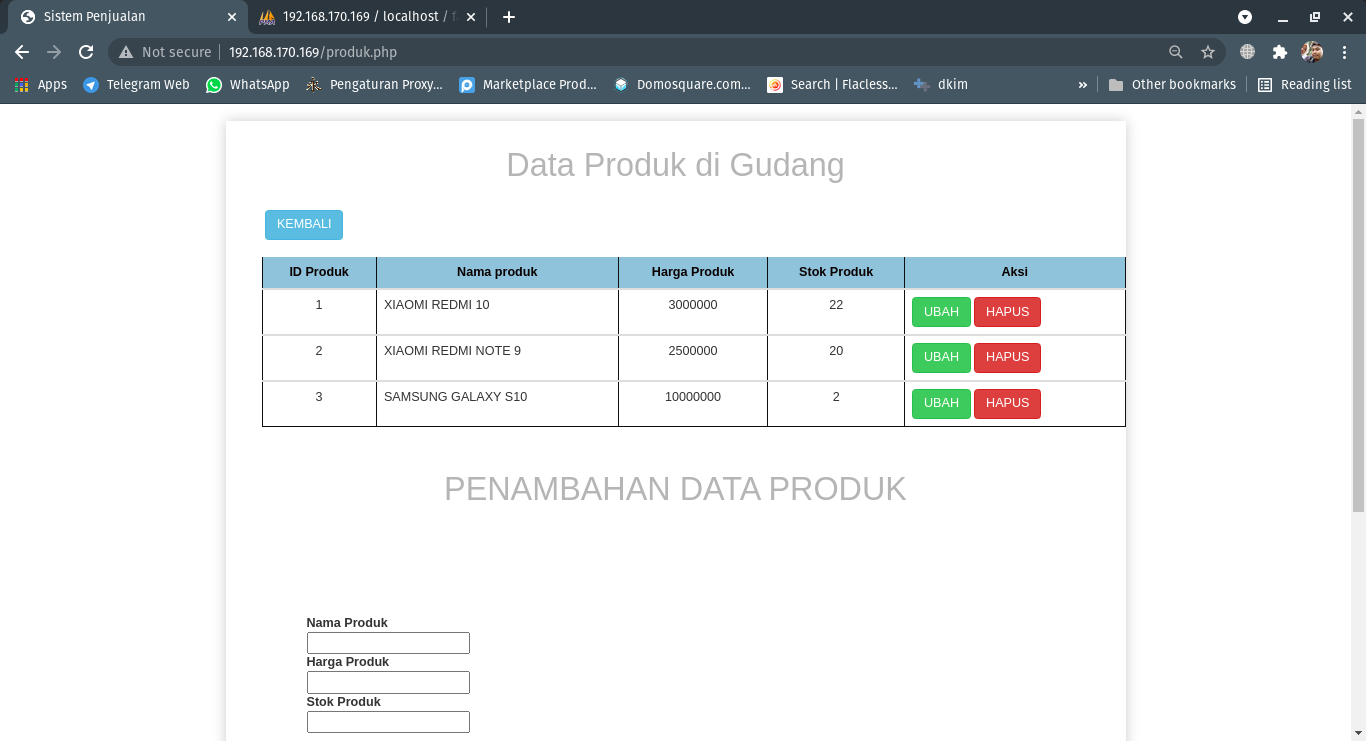 Sistem Penjualan
192.168.170.169 / localhost / f
Not secure 192.168.170.169/produk.php
Apps Telegram Web WhatsApp Pengaturan Proxy... Marketplace Prod... Domosquare.com... Search | Flacless... dkim » Other bookmarks Reading list
Data Produk di Gudang
KEMBALI
ID Produk Nama produk Harga Produk Stok Produk Aksi
1 XIAOMI REDMI 10 3000000 22 UBAH HAPUS
2 XIAOMI REDMI NOTE 9 2500000 20 UBAH HAPUS
3 SAMSUNG GALAXY S10 10000000 2 UBAH HAPUS
PENAMBAHAN DATA PRODUK
Nama Produk
Harga Produk
Stok Produk